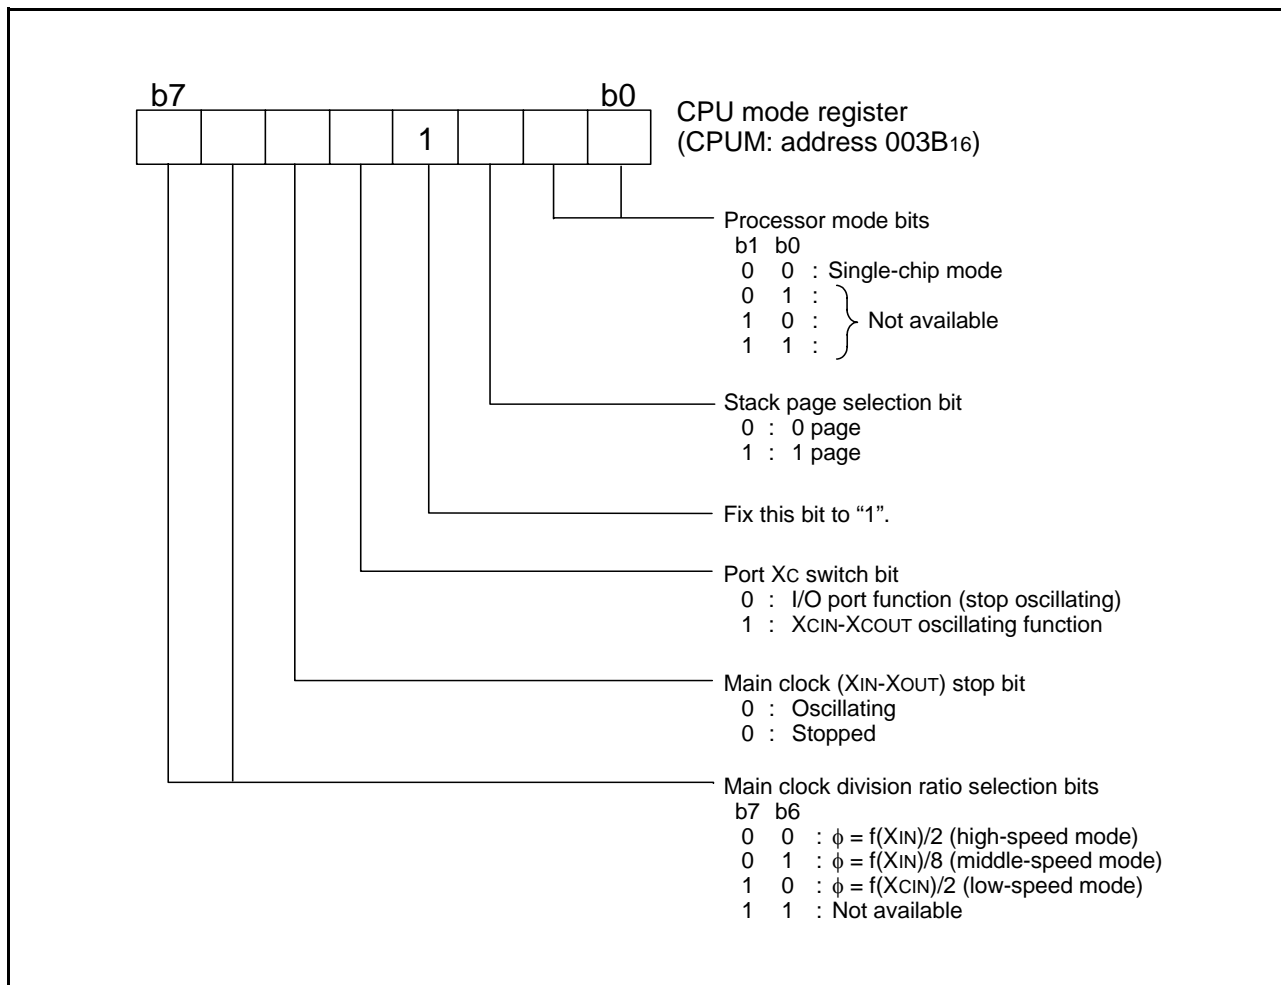 b7 b0
CPU mode register
(CPUM: address 003B16)
1
Processor mode bits
b1 b0
0 0 : Single-chip mode
0 1 :
1 0 : Not available
1 1 :
Stack page selection bit
0 : 0 page
1 : 1 page
Fix this bit to “1”.
Port XC switch bit
0 : I/O port function (stop oscillating)
1 : XCIN-XCOUT oscillating function
Main clock (XIN-XOUT) stop bit
0 : Oscillating
0 : Stopped
Main clock division ratio selection bits
b7 b6
0 0 : ϕ = f(XIN)/2 (high-speed mode)
0 1 : ϕ = f(XIN)/8 (middle-speed mode)
1 0 : ϕ = f(XCIN)/2 (low-speed mode)
1 1 : Not available